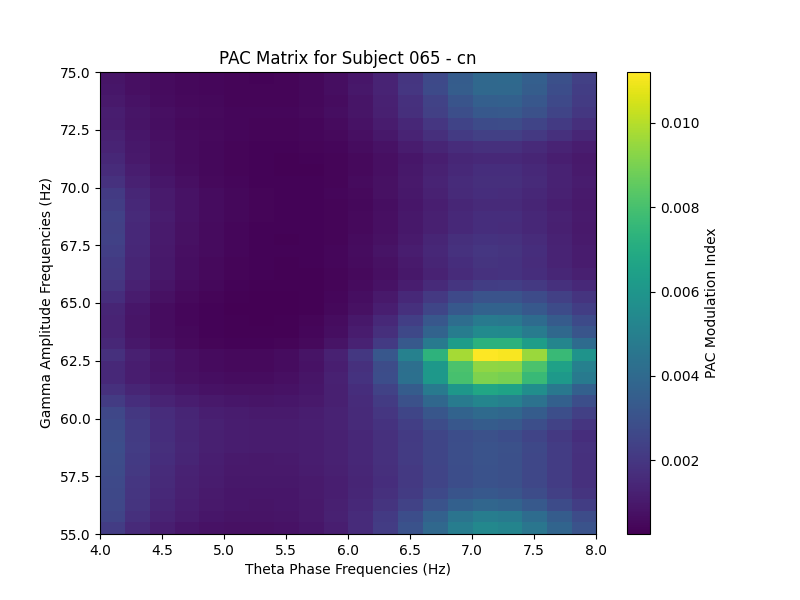 PAC Matrix for Subject 065 - cn
75.0
72.5
70.0
67.5
65.0
62.5
60.0
57.5
55.0
Gamma Amplitude Frequencies (Hz)
4.0 4.5 5.0 5.5 6.0 6.5 7.0 7.5 8.0
Theta Phase Frequencies (Hz)
0.010
0.008
0.006
0.004
0.002
PAC Modulation Index